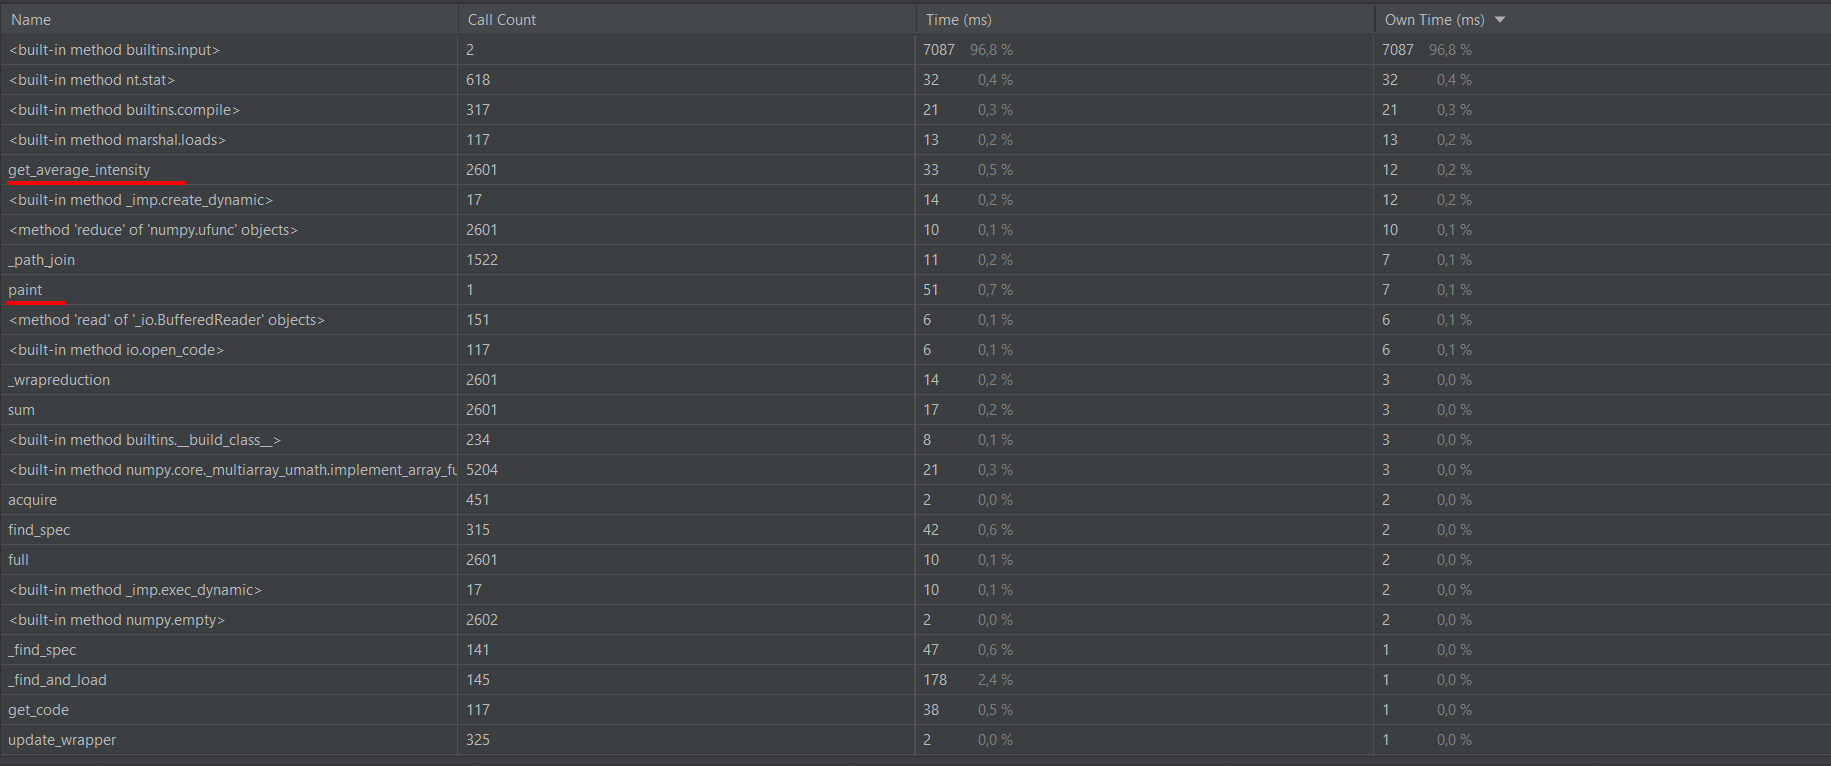 Name Call Count Time (ms) Own Time (ms)
<built-in method builtins.input> 2 7087 96,8 % 7087 96,8 %
<built-in method nt.stat> 618 32 0,4 % 32 0,4 %
<built-in method builtins.compile> 317 21 0,3 % 21 0,3 %
<built-in method marshal.loads> 117 13 0,2 % 13 0,2 %
get_average_intensity 2601 33 0,5 % 12 0,2 %
<built-in method _imp.create_dynamic> 17 14 0,2 % 12 0,2 %
<method 'reduce' of 'numpy.ufunc' objects> 2601 10 0,1 % 10 0,1 %
_path_join 1522 11 0,2 % 7 0,1 %
paint 1 51 0,7 % 7 0,1 %
<method 'read' of '_io.BufferedReader' objects> 151 6 0,1 % 6 0,1 %
<built-in method io.open_code> 117 6 0,1 % 6 0,1 %
_wrapreduction 2601 14 0,2 % 3 0,0 %
sum 2601 17 0,2 % 3 0,0 %
<built-in method builtins.__build_class__> 234 8 0,1 % 3 0,0 %
<built-in method numpy.core._multiarray_umath.implement_array_fu 5204 21 0,3 % 3 0,0 %
acquire 451 2 0,0 % 2 0,0 %
find_spec 315 42 0,6 % 2 0,0 %
full 2601 10 0,1 % 2 0,0 %
<built-in method _imp.exec_dynamic> 17 10 0,1 % 2 0,0 %
<built-in method numpy.empty> 2602 2 0,0 % 2 0,0 %
_find_spec 141 47 0,6 % 1 0,0 %
_find_and_load 145 178 2,4 % 1 0,0 %
get_code 117 38 0,5 % 1 0,0 %
update_wrapper 325 2 0,0 % 1 0,0 %